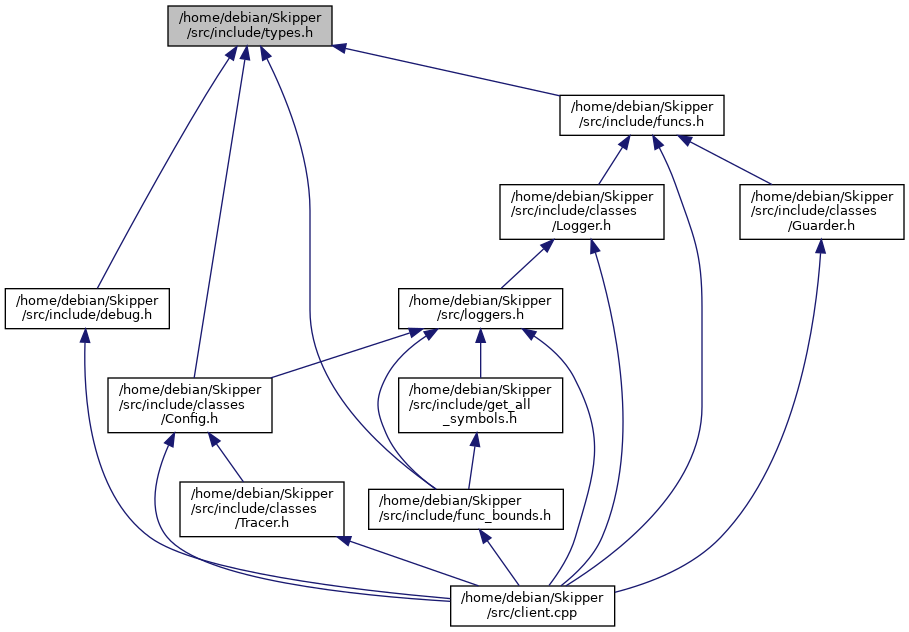 /home/debian/Skipper
/src/include/types.h
/home/debian/Skipper
/src/include/funcs.h
/home/debian/Skipper
/src/include/classes
/Logger.h
/home/debian/Skipper
/src/include/classes
/Guarder.h
/home/debian/Skipper
/src/include/debug.h
/home/debian/Skipper
/src/loggers.h
/home/debian/Skipper
/src/include/classes
/Config.h
/home/debian/Skipper
/src/include/get_all
_symbols.h
/home/debian/Skipper
/src/include/classes
/Tracer.h
/home/debian/Skipper
/src/include/func_bounds.h
/home/debian/Skipper
/src/client.cpp